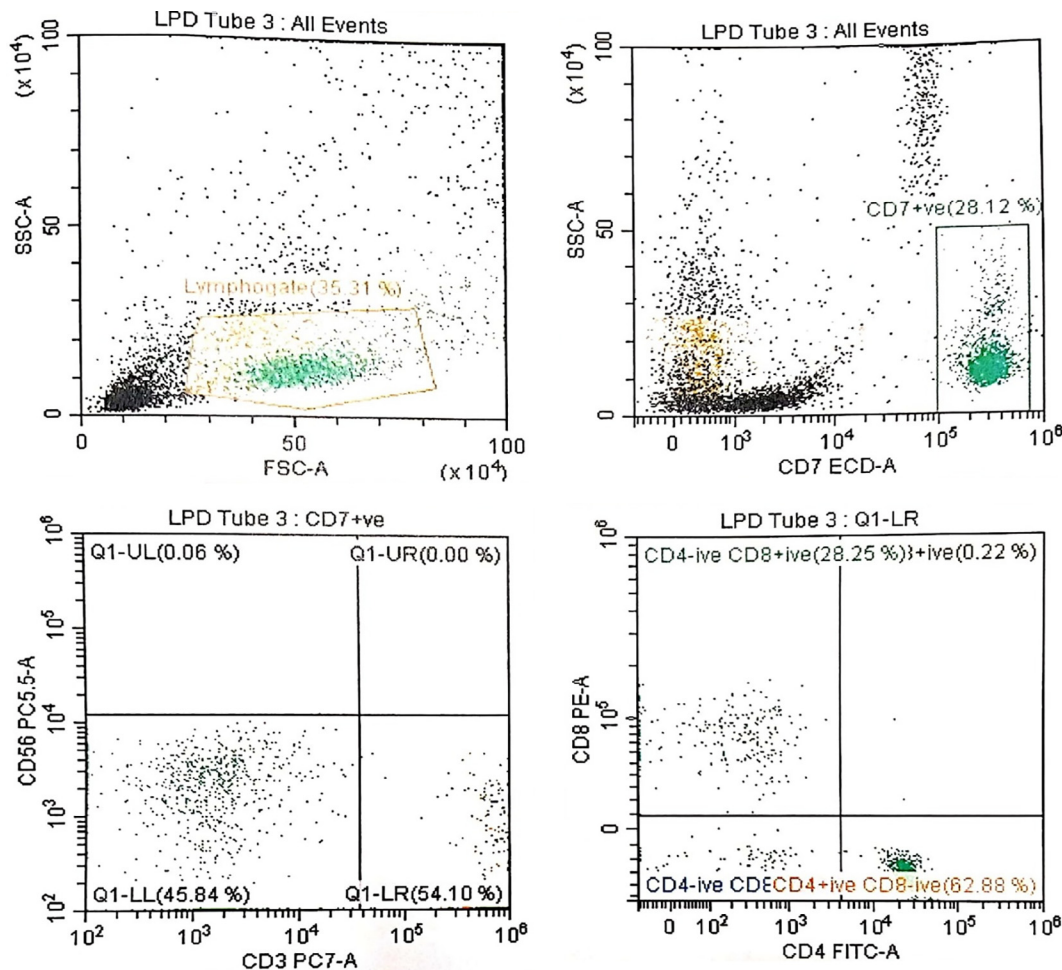 LPD Tube 3 : All Events
(x 10⁴)
SSC-A
100
50
0
Lymphogate(35.31 %)
0 50 100
FSC-A
(x 10⁴)
LPD Tube 3 : All Events
(x 10⁴)
SSC-A
100
50
0
CD7+ve(28.12 %)
0 10³ 10⁴ 10⁵ 10⁶
CD7 ECD-A
LPD Tube 3 : CD7+ve
CD56 PC5.5-A
10⁶
10⁵
10⁴
10³
10²
Q1-UL(0.06 %) Q1-UR(0.00 %)
Q1-LL(45.84 %) Q1-LR(54.10 %)
10² 10³ 10⁴ 10⁵ 10⁶
CD3 PC7-A
LPD Tube 3 : Q1-LR
CD8 PE-A
10⁶
10⁵
0
CD4-ive CD8+ive(28.25 %) +ive(0.22 %)
CD4-ive CD4+ive CD8-ive(62.88 %)
0 10² 10³ 10⁴ 10⁵ 10⁶
CD4 FITC-A